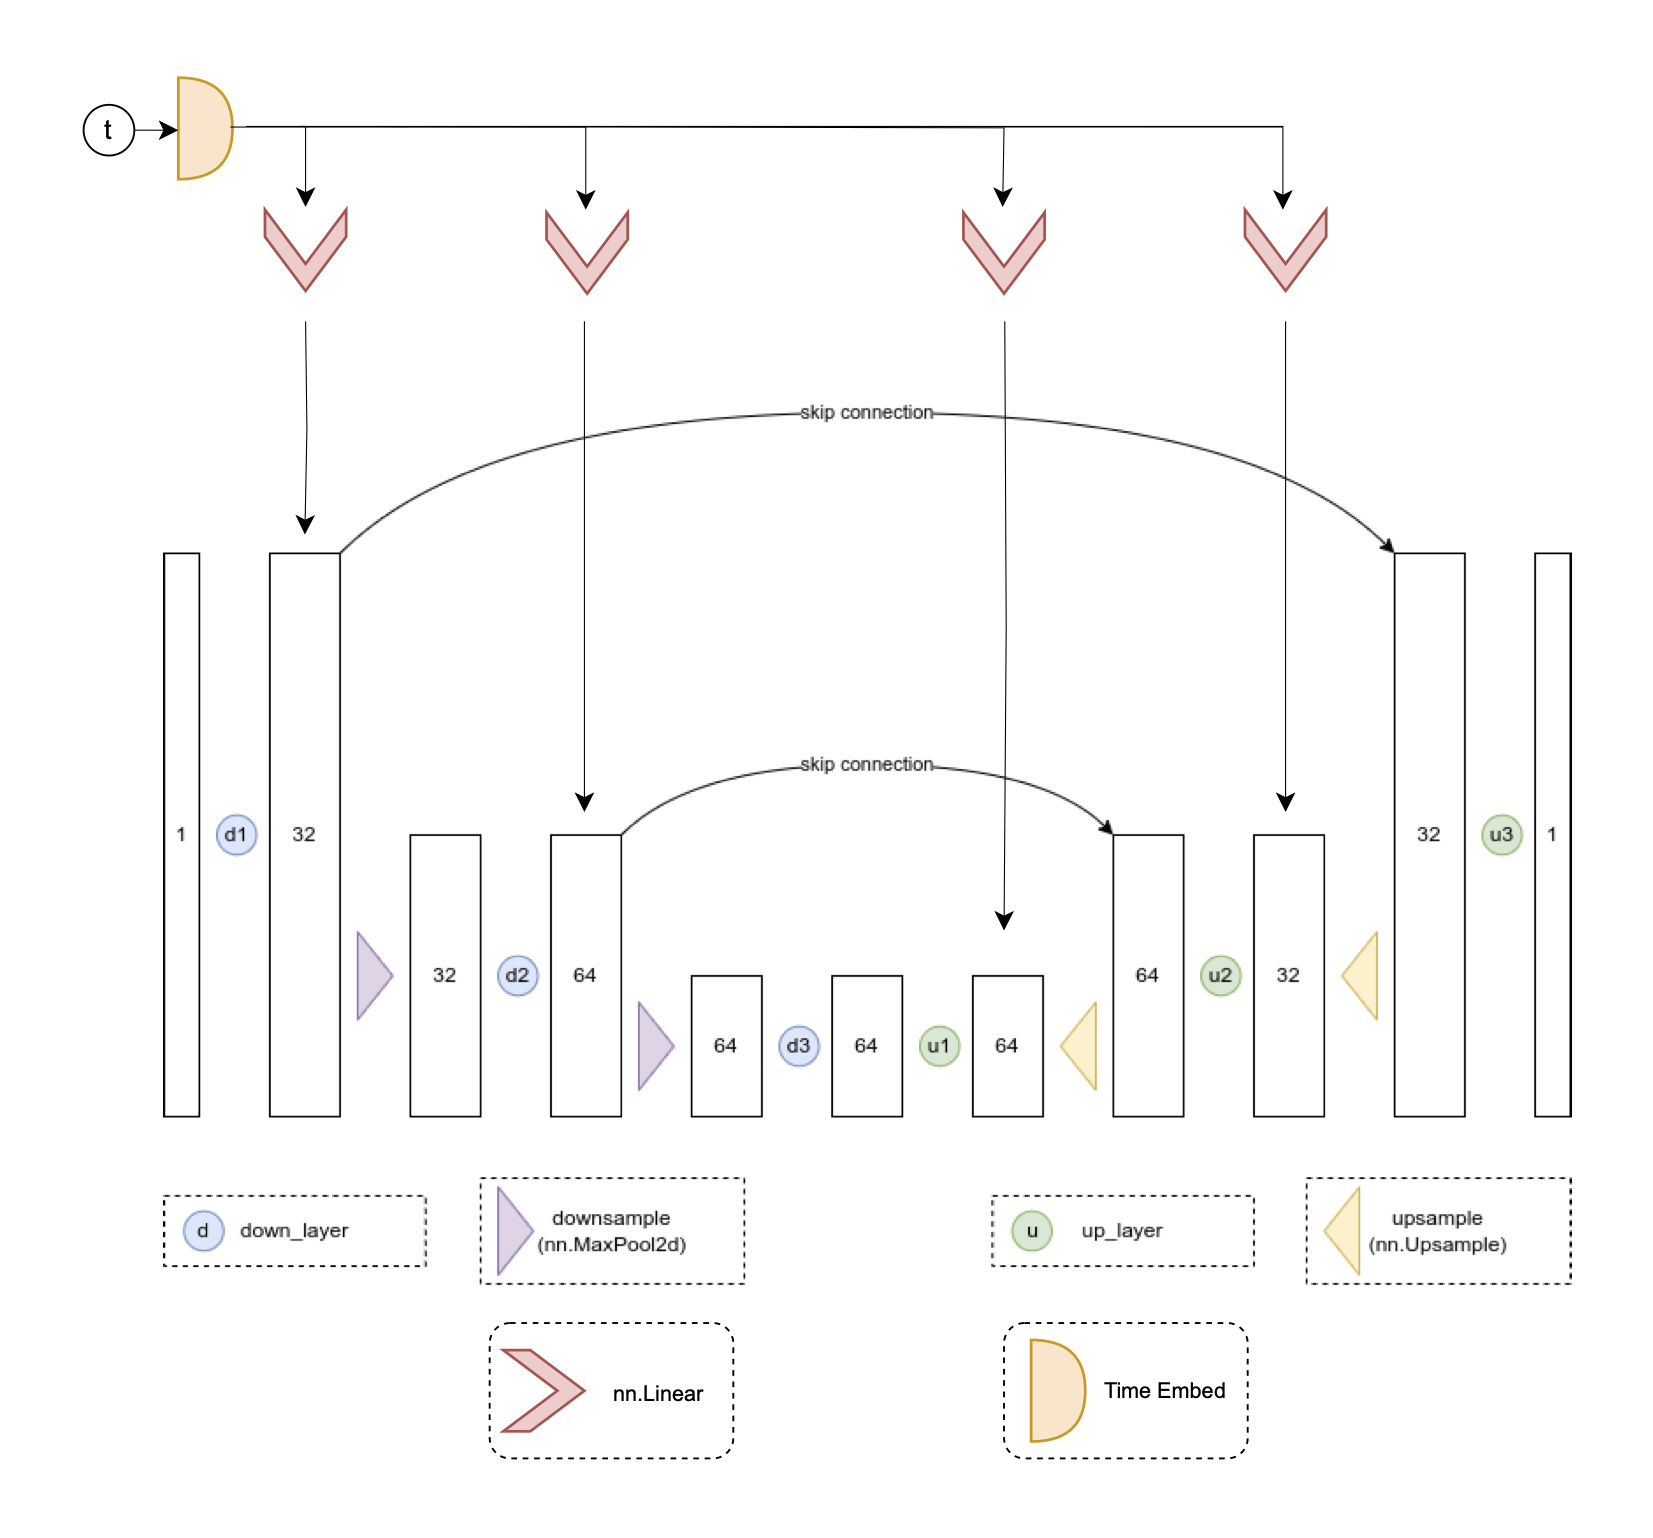 t
skip connection
skip connection
1
d1
32
32
d2
64
64
d3
64
u1
64
64
u2
32
32
u3
1
d
down_layer
downsample
(nn.MaxPool2d)
u
up_layer
upsample
(nn.Upsample)
nn.Linear
Time Embed